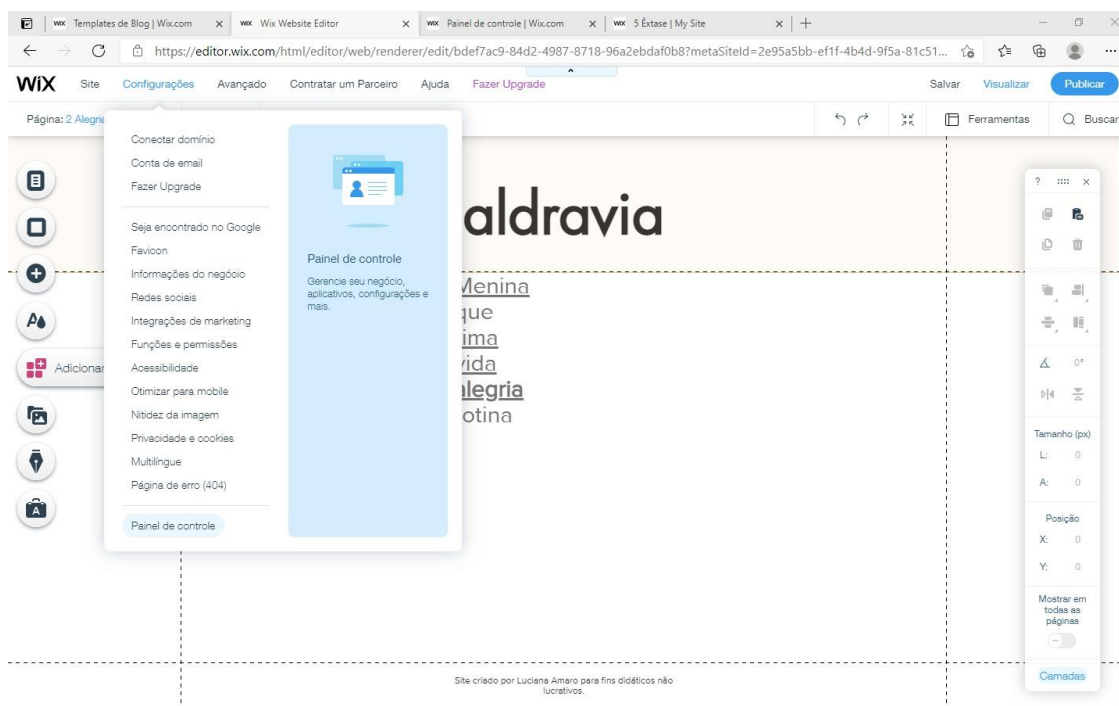 Templates de Blog | Wix.com
Wix Website Editor
Painel de controle | Wix.com
5 Êxtase | My Site
https://editor.wix.com/html/editor/web/renderer/edit/bdef7ac9-84d2-4987-8718-96a2ebdaf0b8?metaSiteId=2e95a5bb-ef1f-4b4d-9f5a-81c51...
WiX Site Configurações Avançado Contratar um Parceiro Ajuda Fazer Upgrade Salvar Visualizar Publicar
Página: 2 Alegria Ferramentas Buscar
Conectar domínio
Conta de email
Fazer Upgrade
Seja encontrado no Google
Favicon
Informações do negócio
Redes sociais
Integrações de marketing
Funções e permissões
Acessibilidade
Otimizar para mobile
Nitidez da imagem
Privacidade e cookies
Multilíngue
Página de erro (404)
Painel de controle
Painel de controle
Gerencie seu negócio,
aplicativos, configurações e
mais.
Adicionar
aldravia
Menina
que
ima
vida
alegria
otina
Site criado por Luciana Amaro para fins didáticos não
lucrativos.
?
0°
Tamanho (px)
L: 0
A: 0
Posição
X: 0
Y: 0
Mostrar em
todas as
páginas
Camadas